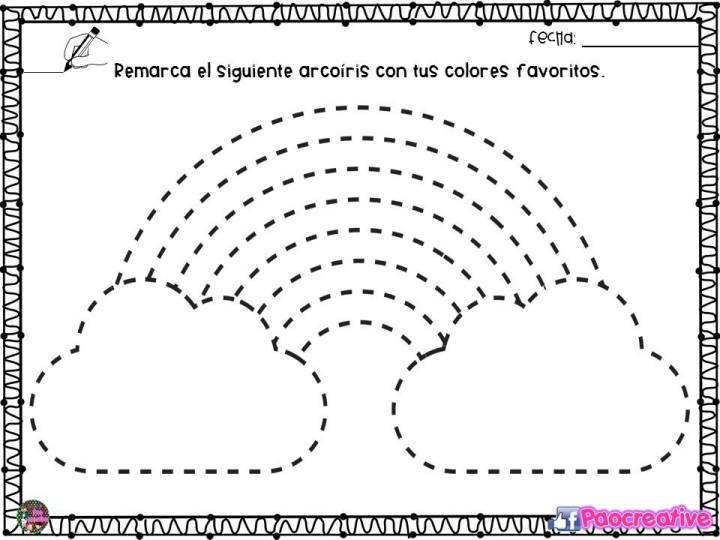 fecha: 
Remarca el siguiente arcoíris con tus colores favoritos.
Paocreative